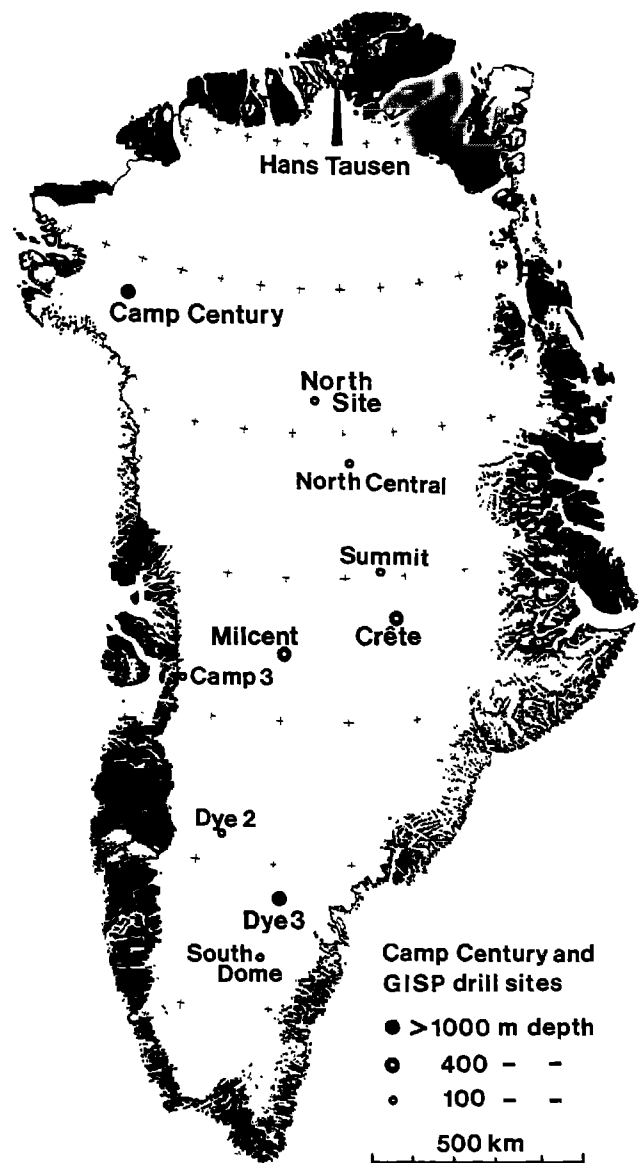 Hans Tausen
Camp Century
North
Site
North Central
Summit
Milcent
Crête
Camp 3
Dye 2
Dye 3
South
Dome
Camp Century and
GISP drill sites
>1000 m depth
400 – –
100 – –
500 km